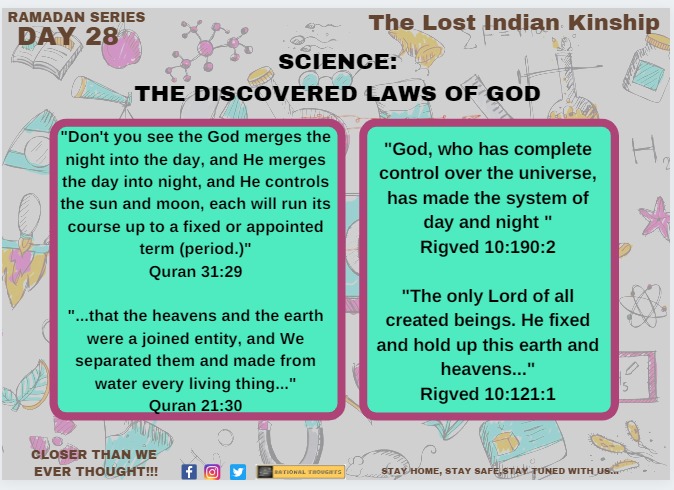 RAMADAN SERIES
DAY 28
The Lost Indian Kinship
SCIENCE:
THE DISCOVERED LAWS OF GOD
"Don't you see the God merges the
night into the day, and He merges
the day into night, and He controls
the sun and moon, each will run its
course up to a fixed or appointed
term (period.)"
Quran 31:29
"...that the heavens and the earth
were a joined entity, and We
separated them and made from
water every living thing..."
Quran 21:30
"God, who has complete
control over the universe,
has made the system of
day and night "
Rigved 10:190:2
"The only Lord of all
created beings. He fixed
and hold up this earth and
heavens..."
Rigved 10:121:1
CLOSER THAN WE
EVER THOUGHT!!!
RATIONAL THOUGHTS
STAY HOME, STAY SAFE,STAY TUNED WITH US...